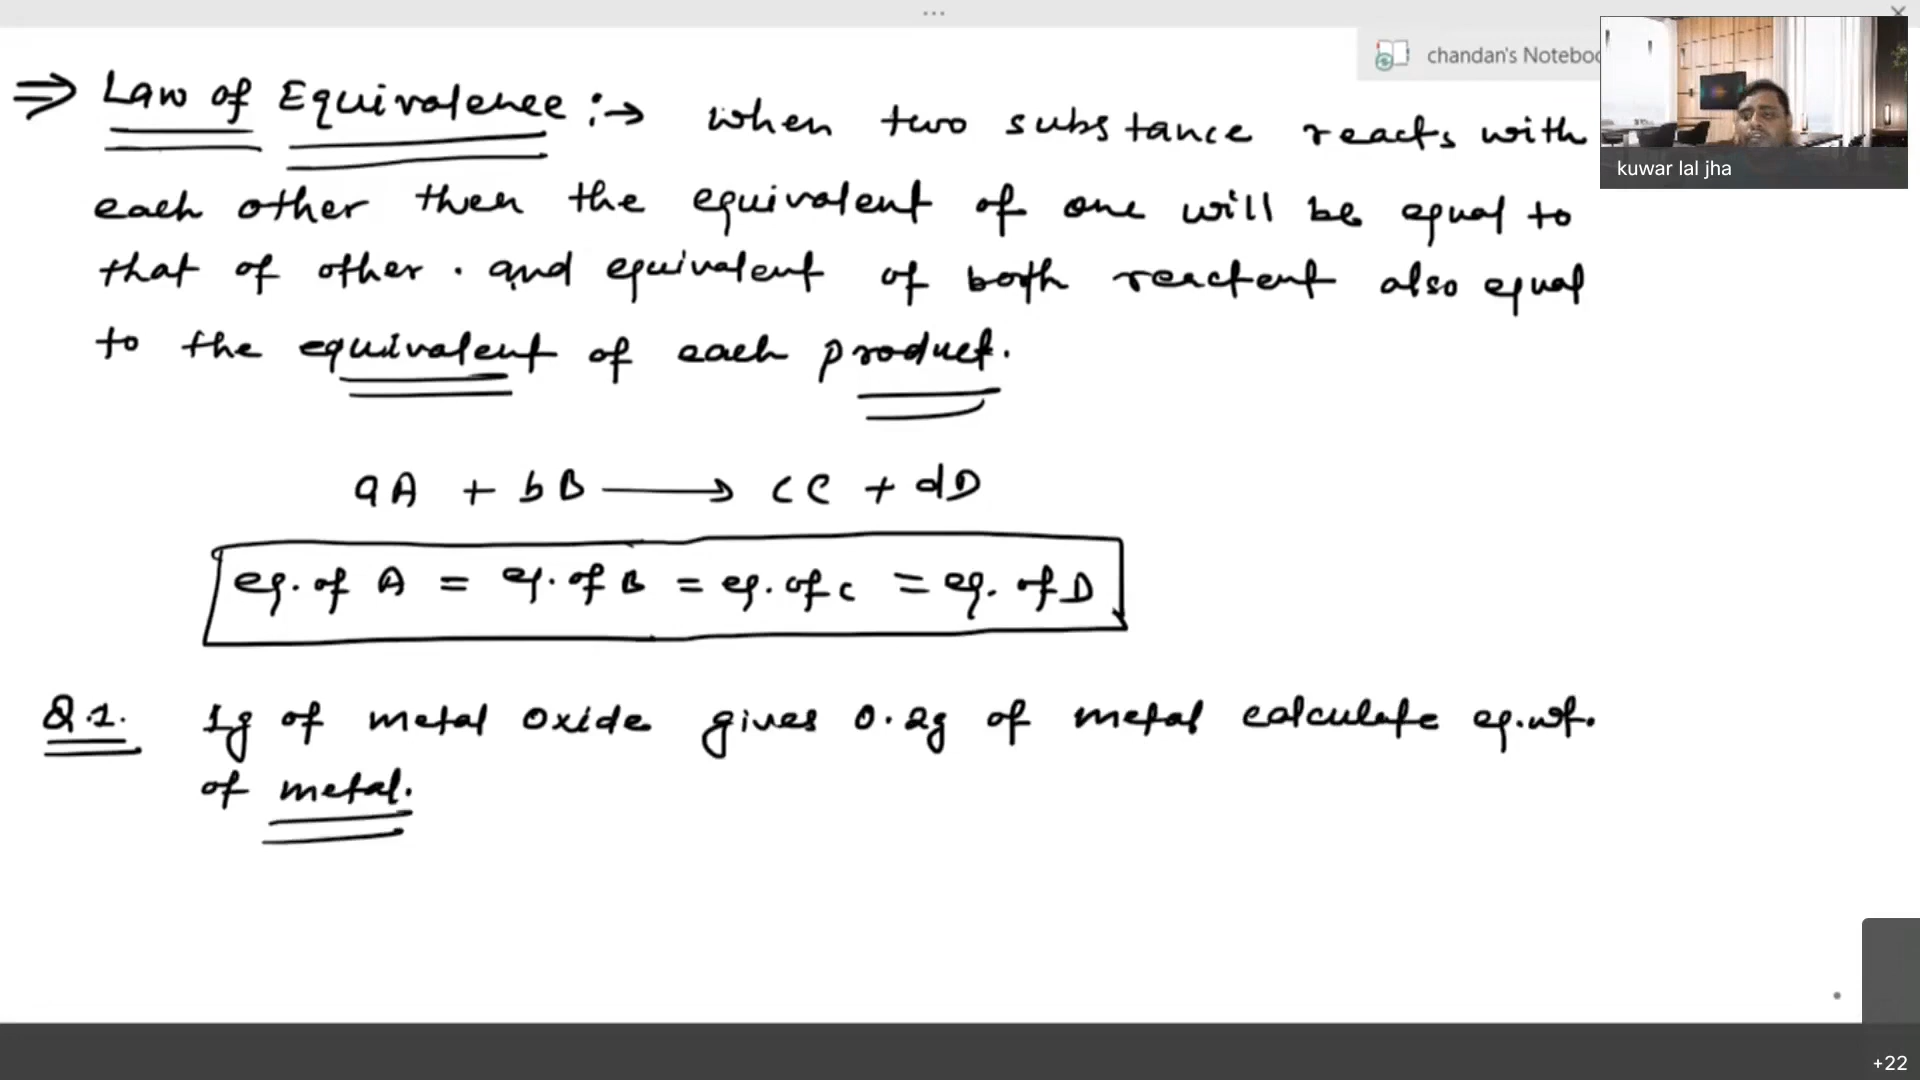 chandan's Noteboo
⇒ Law of Equivalence :→ when two substance reacts with
each other then the equivalent of one will be equal to
that of other. and equivalent of both reactent also equal
to the equivalent of each product.
aA + bB ⟶ cC + dD
eq. of A = eq. of B = eq. of C = eq. of D
Q.1. 1g of metal oxide gives 0.2g of metal calculate eq.wt.
of metal.
kuwar lal jha
+22